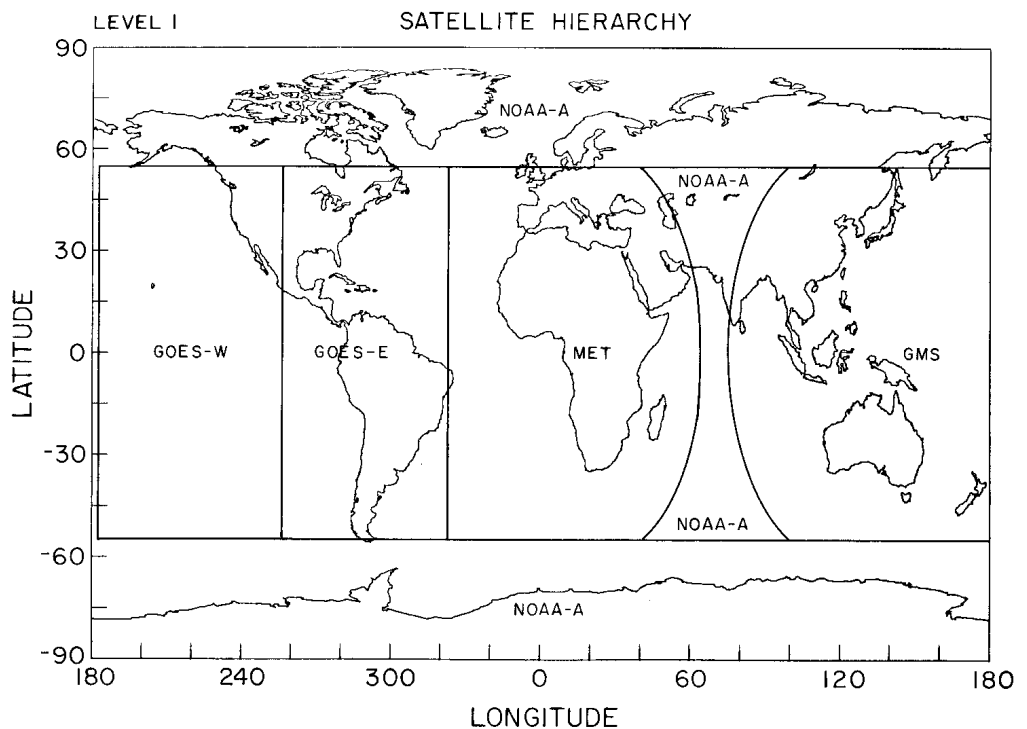 LEVEL I
SATELLITE HIERARCHY
90
NOAA-A
60
NOAA-A
30
LATITUDE
0
GOES-W
GOES-E
MET
GMS
-30
NOAA-A
-60
NOAA-A
-90
180
240
300
0
60
120
180
LONGITUDE